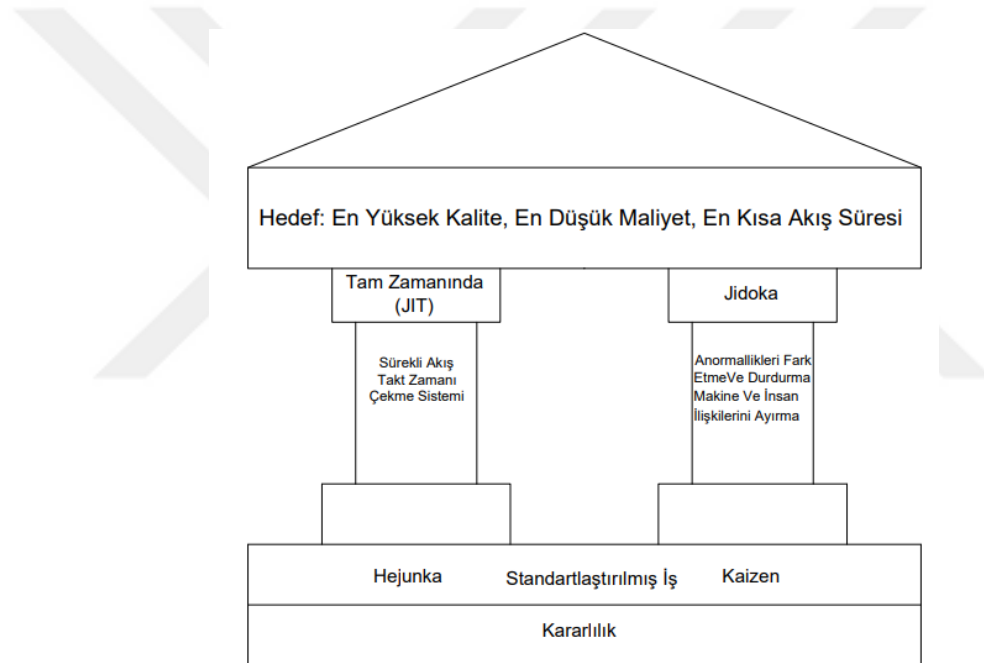 Hedef: En Yüksek Kalite, En Düşük Maliyet, En Kısa Akış Süresi
Tam Zamanında
(JIT)
Jidoka
Sürekli Akış
Takt Zamanı
Çekme Sistemi
Anormallikleri Fark
EtmeVe Durdurma
Makine Ve İnsan
İlişkilerini Ayırma
Hejunka
Standartlaştırılmış İş
Kaizen
Kararlılık